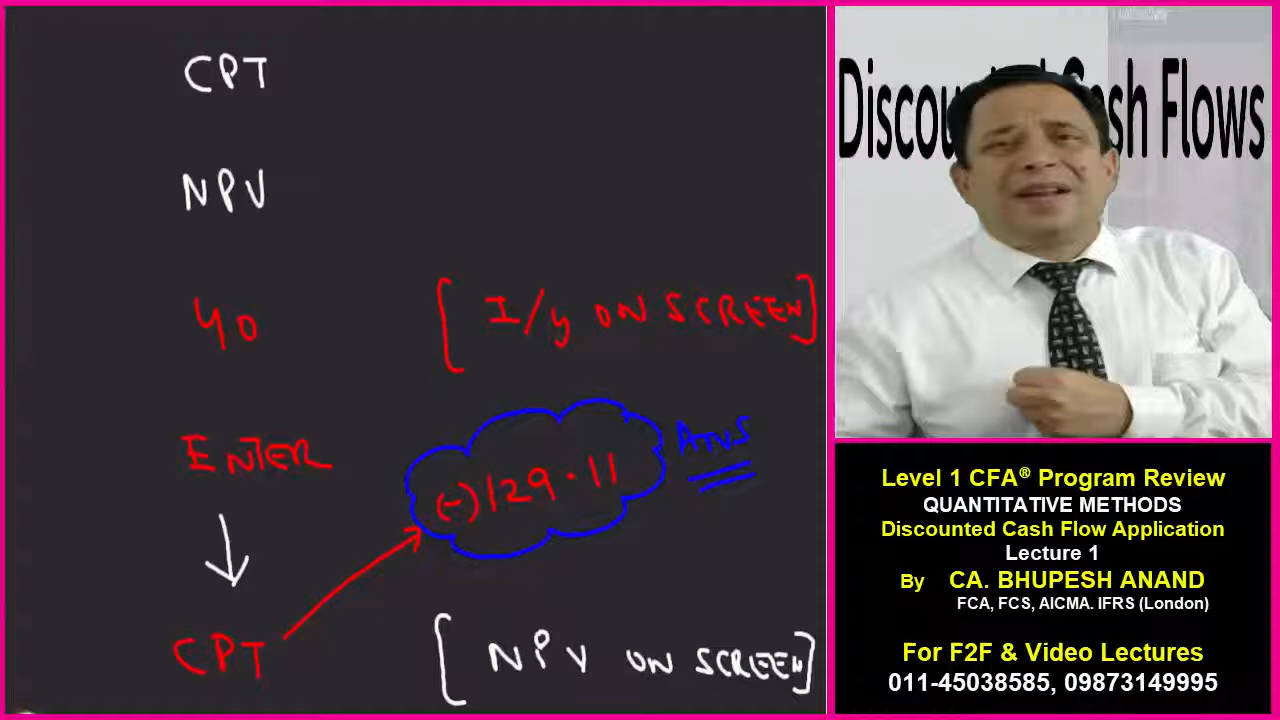 CPT
NPV
40 [ I/y ON SCREEN]
ENTER
(-) 129.11 Ans
CPT [ NPV ON SCREEN]
Discounted Cash Flows
Level 1 CFA® Program Review
QUANTITATIVE METHODS
Discounted Cash Flow Application
Lecture 1
By CA. BHUPESH ANAND
FCA, FCS, AICMA. IFRS (London)
For F2F & Video Lectures
011-45038585, 09873149995